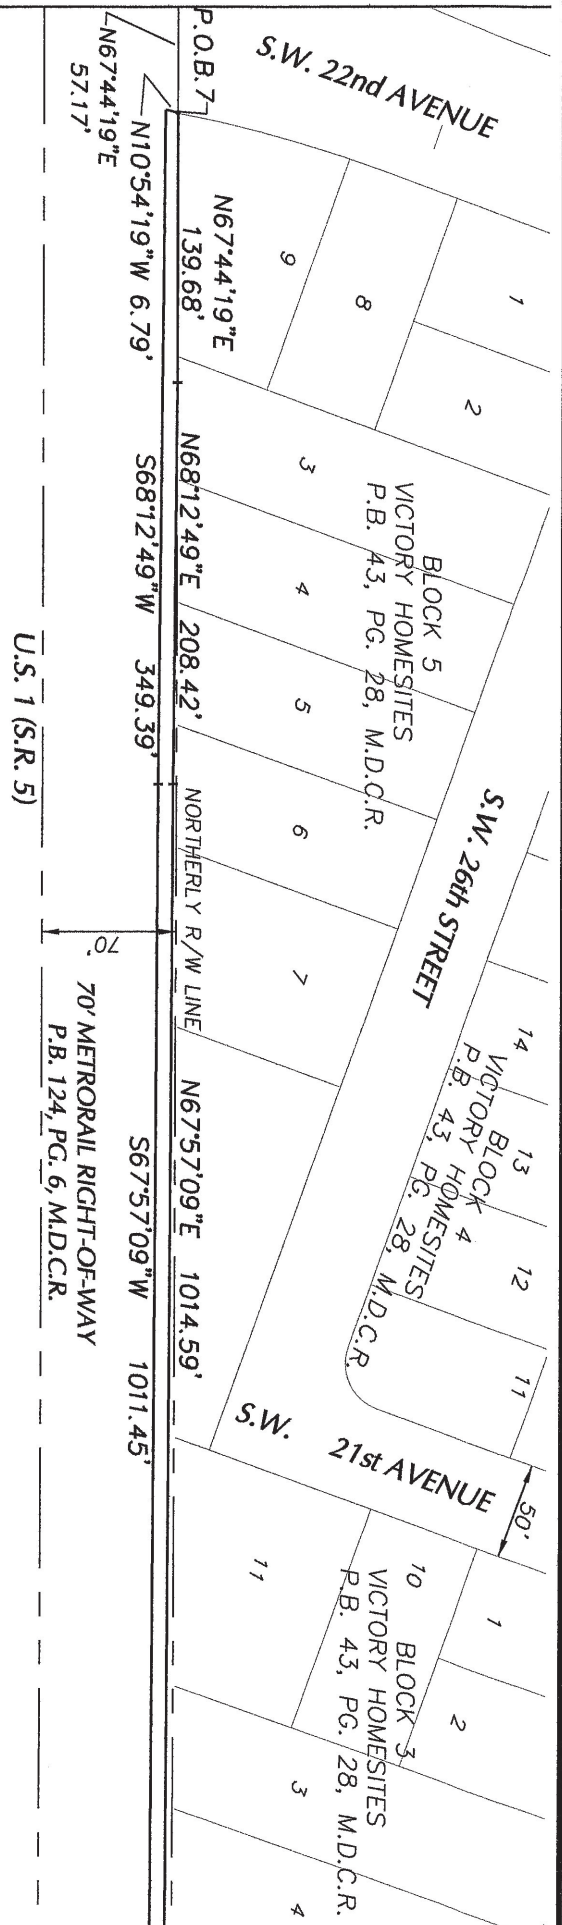 S.W. 22nd AVENUE
P.O.B.7
N67°44'19"E
57.17'
N10°54'19"W 6.79'
N67°44'19"E
139.68'
9
8
1
2
3
4
5
6
7
BLOCK 5
VICTORY HOMESITES
P.B. 43, PG. 28, M.D.C.R.
N68°12'49"E 208.42'
S68°12'49"W 349.39'
NORTHERLY R/W LINE
U.S. 1 (S.R. 5)
70'
70' METRORAIL RIGHT-OF-WAY
P.B. 124, PG. 6, M.D.C.R.
S.W. 26th STREET
14
13
12
11
BLOCK 4
VICTORY HOMESITES
P.B. 43, PG. 28, M.D.C.R.
N67°57'09"E 1014.59'
S67°57'09"W 1011.45'
S.W. 21st AVENUE
50'
10
11
1
2
3
4
BLOCK 3
VICTORY HOMESITES
P.B. 43, PG. 28, M.D.C.R.